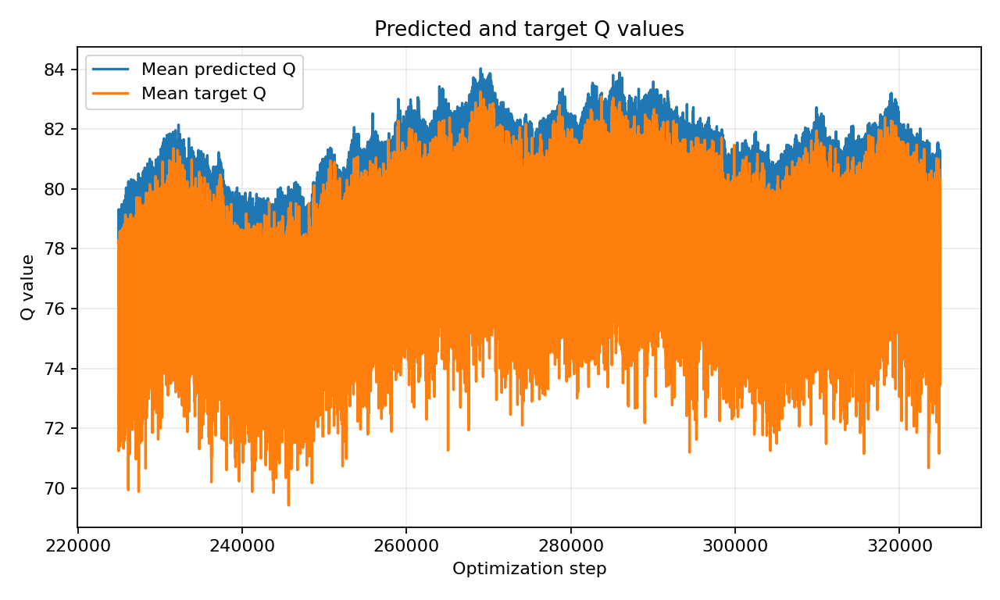 Predicted and target Q values
Mean predicted Q
Mean target Q
84
82
80
78
76
74
72
70
Q value
220000
240000
260000
280000
300000
320000
Optimization step